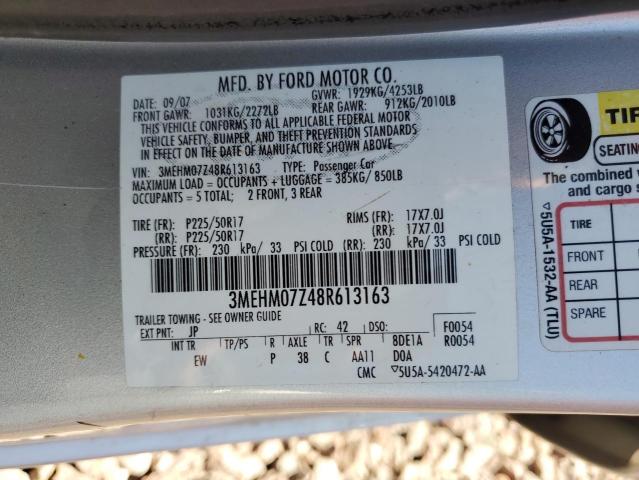 MFD. BY FORD MOTOR CO.
DATE: 09/07 GVWR: 1929KG/4253LB
FRONT GAWR: 1031KG/2272LB REAR GAWR: 912KG/2010LB
THIS VEHICLE CONFORMS TO ALL APPLICABLE FEDERAL MOTOR
VEHICLE SAFETY, BUMPER, AND THEFT PREVENTION STANDARDS
IN EFFECT ON THE DATE OF MANUFACTURE SHOWN ABOVE.
VIN: 3MEHM07Z48R613163 TYPE: Passenger Car
MAXIMUM LOAD = OCCUPANTS + LUGGAGE = 385KG/ 850LB
OCCUPANTS = 5 TOTAL; 2 FRONT, 3 REAR
TIRE (FR): P225/50R17 RIMS (FR): 17X7.0J
(RR): P225/50R17 (RR): 17X7.0J
PRESSURE (FR): 230 kPa/ 33 PSI COLD (RR): 230 kPa/ 33 PSI COLD
3MEHM07Z48R613163
TRAILER TOWING - SEE OWNER GUIDE
EXT PNT: JP RC: 42 DSO: F0054
INT TR TP/PS R AXLE TR SPR 8DE1A R0054
EW P 38 C AA11 D0A
CMC 5U5A-5420472-AA
5U5A-1532-AA (TLU)
SEATING
The combined
and cargo
TIRE
FRONT
REAR
SPARE